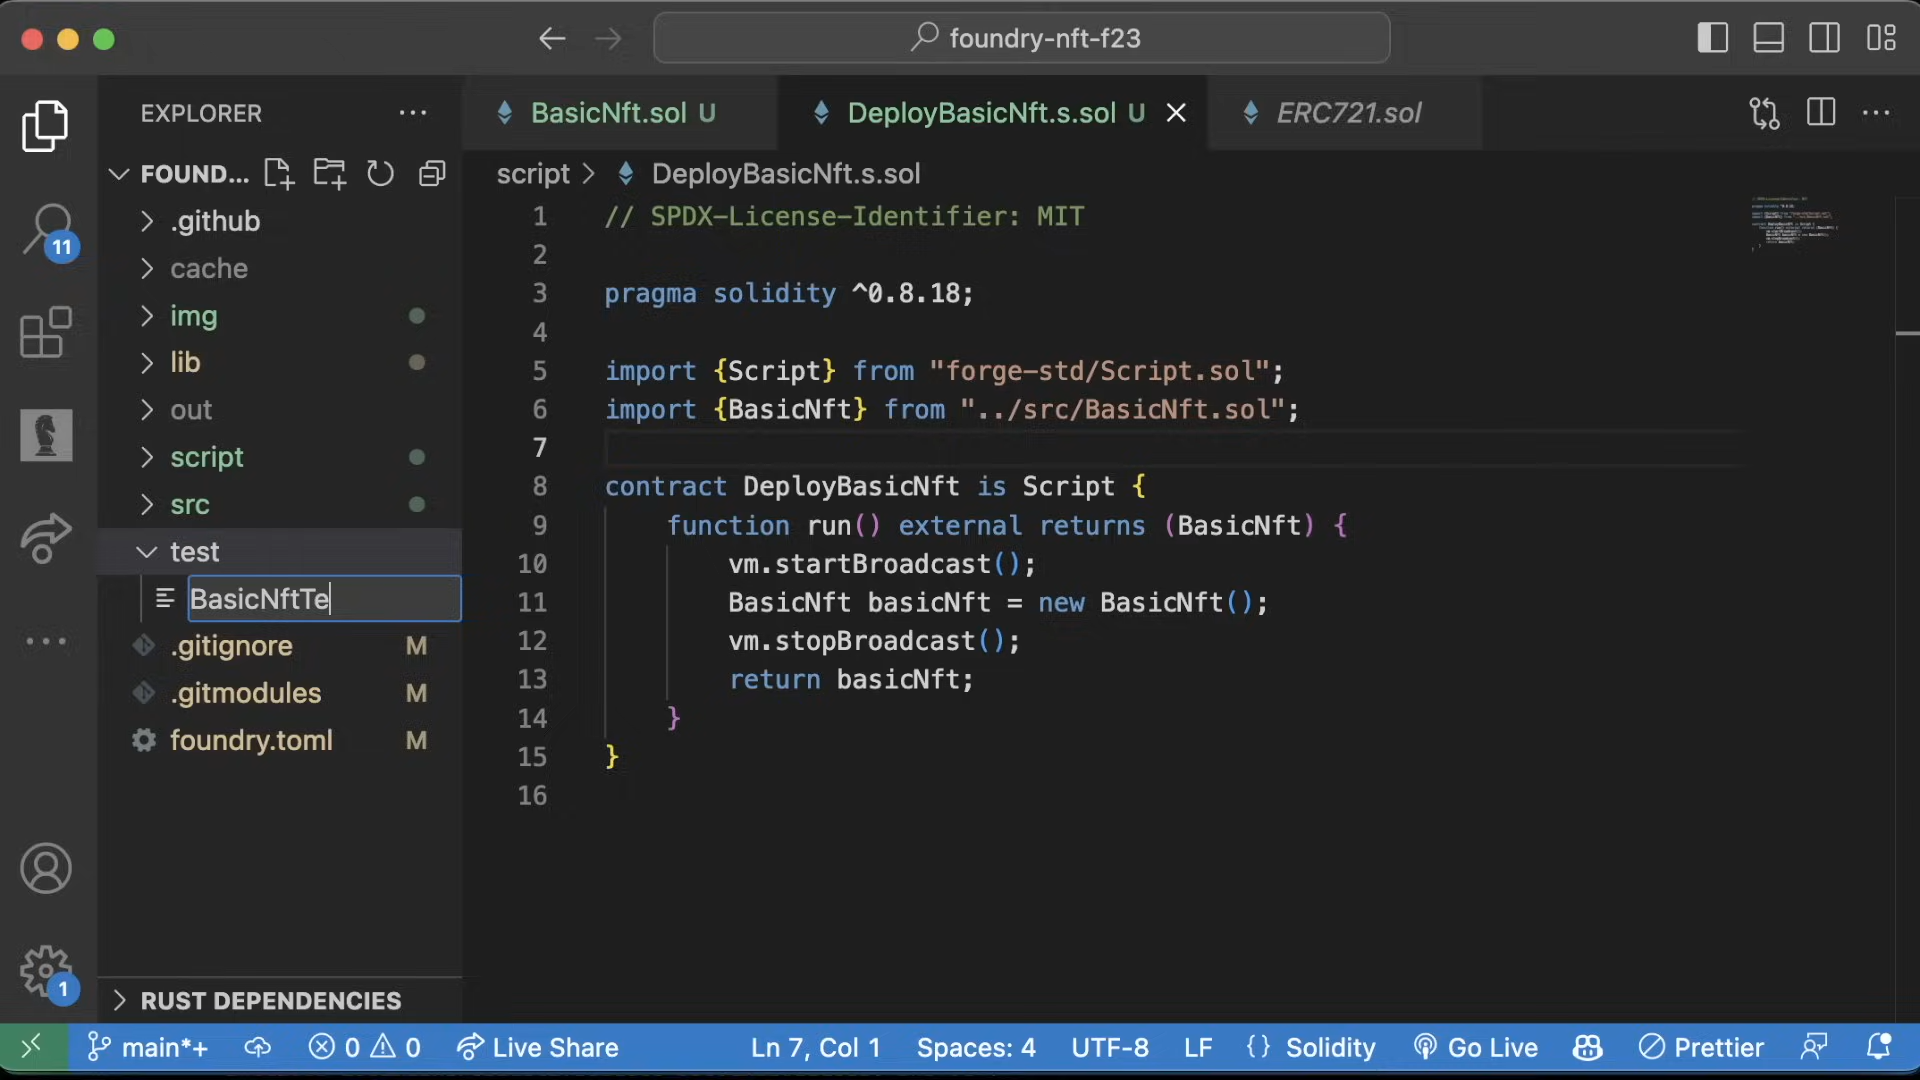 foundry-nft-f23
EXPLORER
BasicNft.sol U
DeployBasicNft.s.sol U
ERC721.sol
FOUND...
script > DeployBasicNft.s.sol
.github
cache
img
lib
out
script
src
test
BasicNftTe
.gitignore M
.gitmodules M
foundry.toml M
11
1
RUST DEPENDENCIES
1 // SPDX-License-Identifier: MIT
2
3 pragma solidity ^0.8.18;
4
5 import {Script} from "forge-std/Script.sol";
6 import {BasicNft} from "../src/BasicNft.sol";
7
8 contract DeployBasicNft is Script {
9 function run() external returns (BasicNft) {
10 vm.startBroadcast();
11 BasicNft basicNft = new BasicNft();
12 vm.stopBroadcast();
13 return basicNft;
14 }
15 }
16
main*+ 0 0 Live Share Ln 7, Col 1 Spaces: 4 UTF-8 LF {} Solidity Go Live Prettier